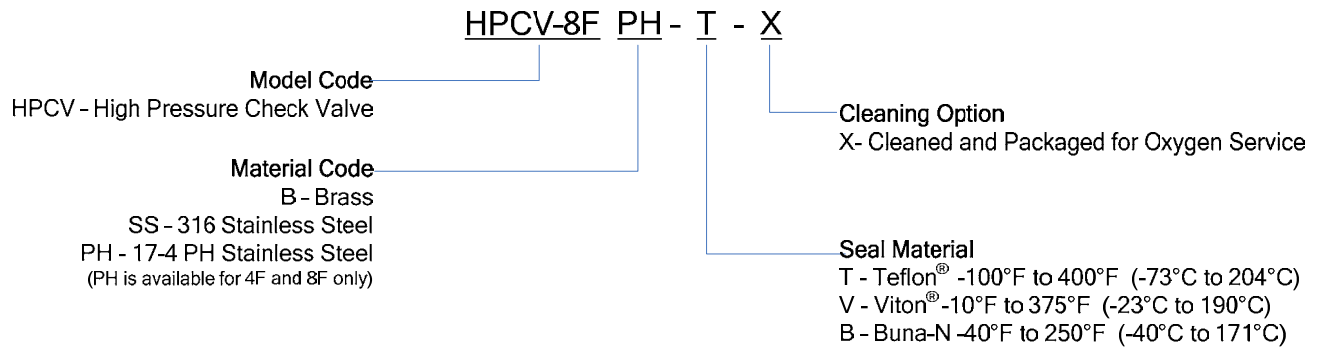 HPCV-8F PH - T - X
Model Code
HPCV - High Pressure Check Valve
Material Code
B - Brass
SS - 316 Stainless Steel
PH - 17-4 PH Stainless Steel
(PH is available for 4F and 8F only)
Cleaning Option
X- Cleaned and Packaged for Oxygen Service
Seal Material
T - Teflon® -100°F to 400°F (-73°C to 204°C)
V - Viton® -10°F to 375°F (-23°C to 190°C)
B - Buna-N -40°F to 250°F (-40°C to 171°C)